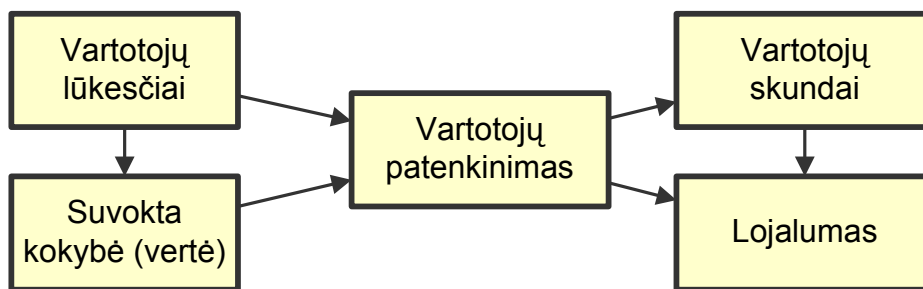 Vartotojų
lūkesčiai
Suvokta
kokybė (vertė)
Vartotojų
patenkinimas
Vartotojų
skundai
Lojalumas